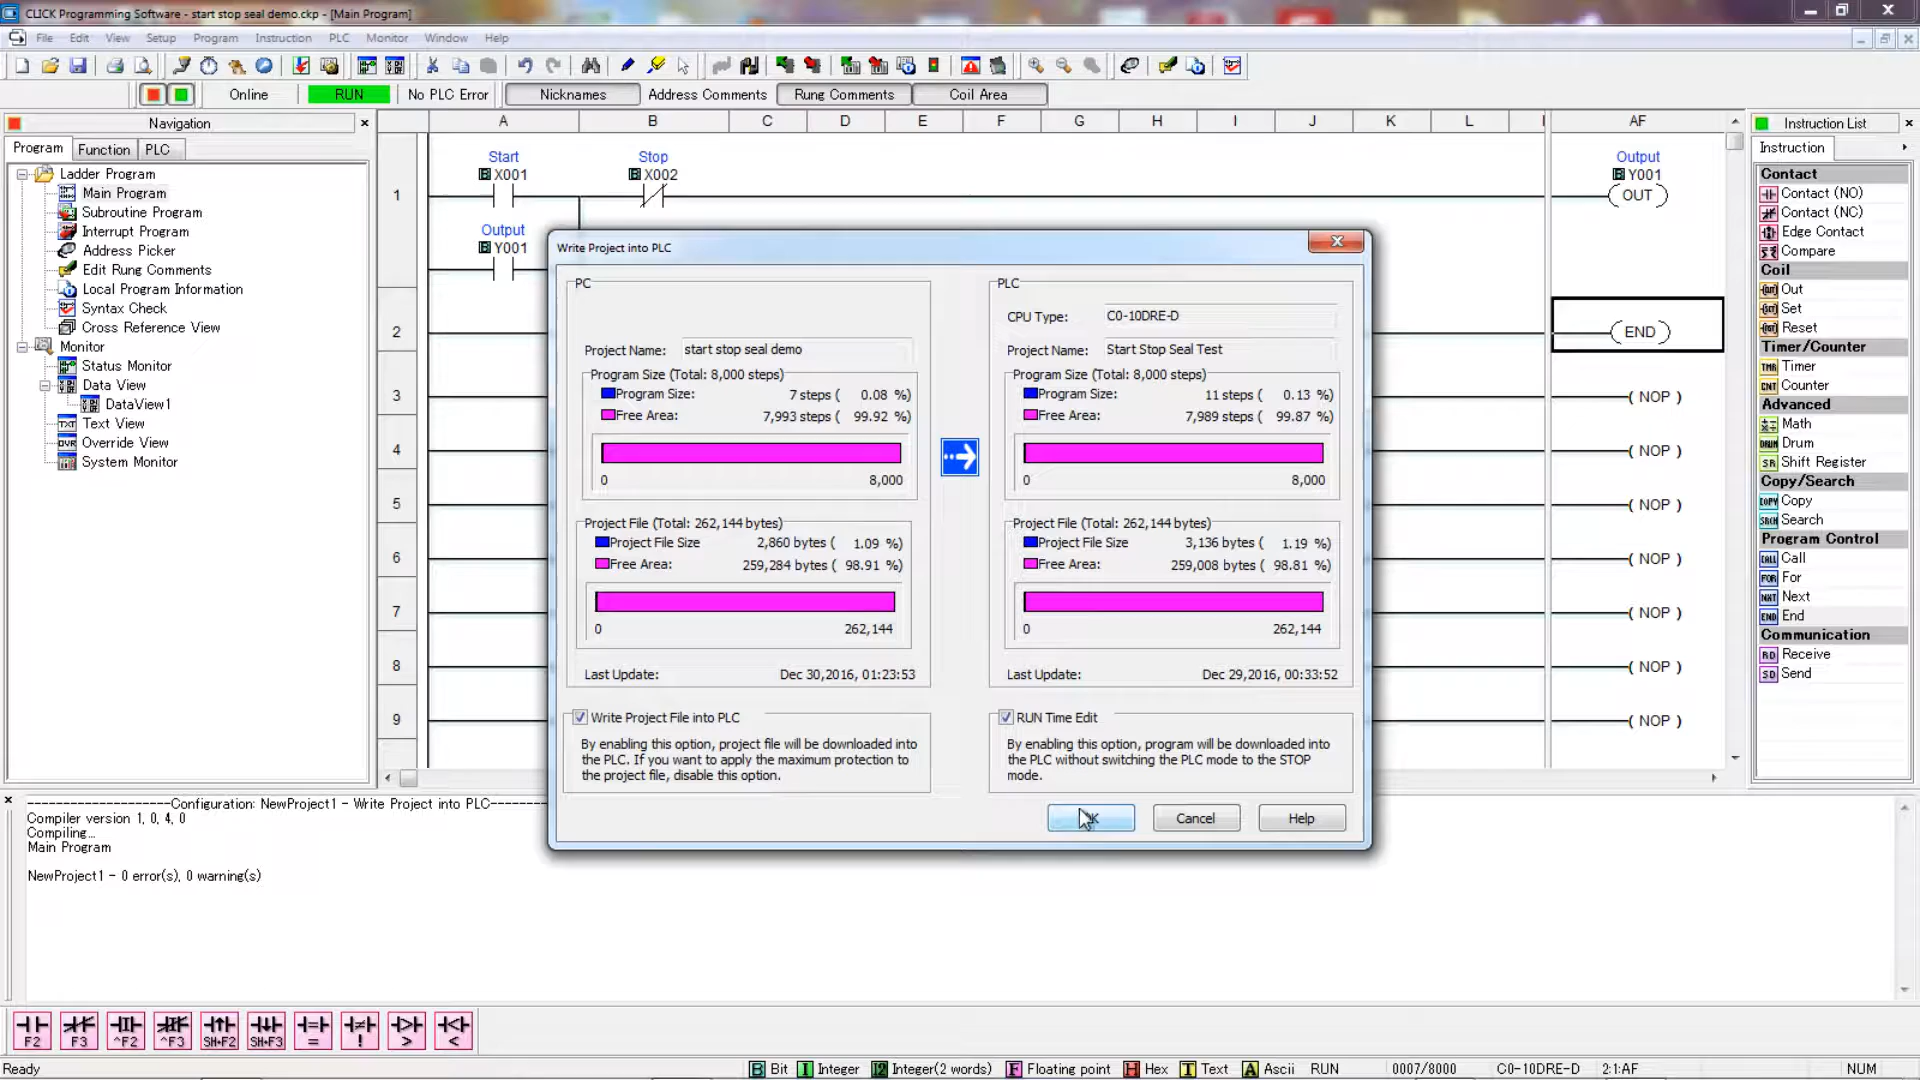 CLICK Programming Software - start stop seal demo.ckp - [Main Program]
File Edit View Setup Program Instruction PLC Monitor Window Help
Online RUN No PLC Error Nicknames Address Comments Rung Comments Coil Area
Navigation
Program Function PLC
Ladder Program
Main Program
Subroutine Program
Interrupt Program
Address Picker
Edit Rung Comments
Local Program Information
Syntax Check
Cross Reference View
Monitor
Status Monitor
Data View
DataView1
Text View
Override View
System Monitor
A B C D E F G H I J K L AF
Start Stop Output
X001 X002 Y001
1 OUT
Output
Y001
2 END
3 NOP
4 NOP
5 NOP
6 NOP
7 NOP
8 NOP
9 NOP
Write Project into PLC
PC
Project Name: start stop seal demo
Program Size (Total: 8,000 steps)
Program Size: 7 steps ( 0.08 %)
Free Area: 7,993 steps ( 99.92 %)
0 8,000
Project File (Total: 262,144 bytes)
Project File Size 2,860 bytes ( 1.09 %)
Free Area: 259,284 bytes ( 98.91 %)
0 262,144
Last Update: Dec 30,2016, 01:23:53
Write Project File into PLC
By enabling this option, project file will be downloaded into
the PLC. If you want to apply the maximum protection to
the project file, disable this option.
PLC
CPU Type: C0-10DRE-D
Project Name: Start Stop Seal Test
Program Size (Total: 8,000 steps)
Program Size: 11 steps ( 0.13 %)
Free Area: 7,989 steps ( 99.87 %)
0 8,000
Project File (Total: 262,144 bytes)
Project File Size 3,136 bytes ( 1.19 %)
Free Area: 259,008 bytes ( 98.81 %)
0 262,144
Last Update: Dec 29,2016, 00:33:52
RUN Time Edit
By enabling this option, program will be downloaded into
the PLC without switching the PLC mode to the STOP
mode.
Cancel Help
Instruction List
Instruction
Contact
Contact (NO)
Contact (NC)
Edge Contact
Compare
Coil
Out
Set
Reset
Timer/Counter
TMR Timer
CNT Counter
Advanced
Math
DRUM Drum
SR Shift Register
Copy/Search
COPY Copy
SRCH Search
Program Control
CALL Call
FOR For
NXT Next
END End
Communication
RD Receive
SD Send
--------------------Configuration: NewProject1 - Write Project into PLC--------
Compiler version 1, 0, 4, 0
Compiling...
Main Program
NewProject1 - 0 error(s), 0 warning(s)
F2 F3 ^F2 ^F3 SH+F2 SH+F3 = ! > <
Ready B Bit I Integer I2 Integer(2 words) F Floating point H Hex T Text A Ascii RUN 0007/8000 C0-10DRE-D 2:1:AF NUM